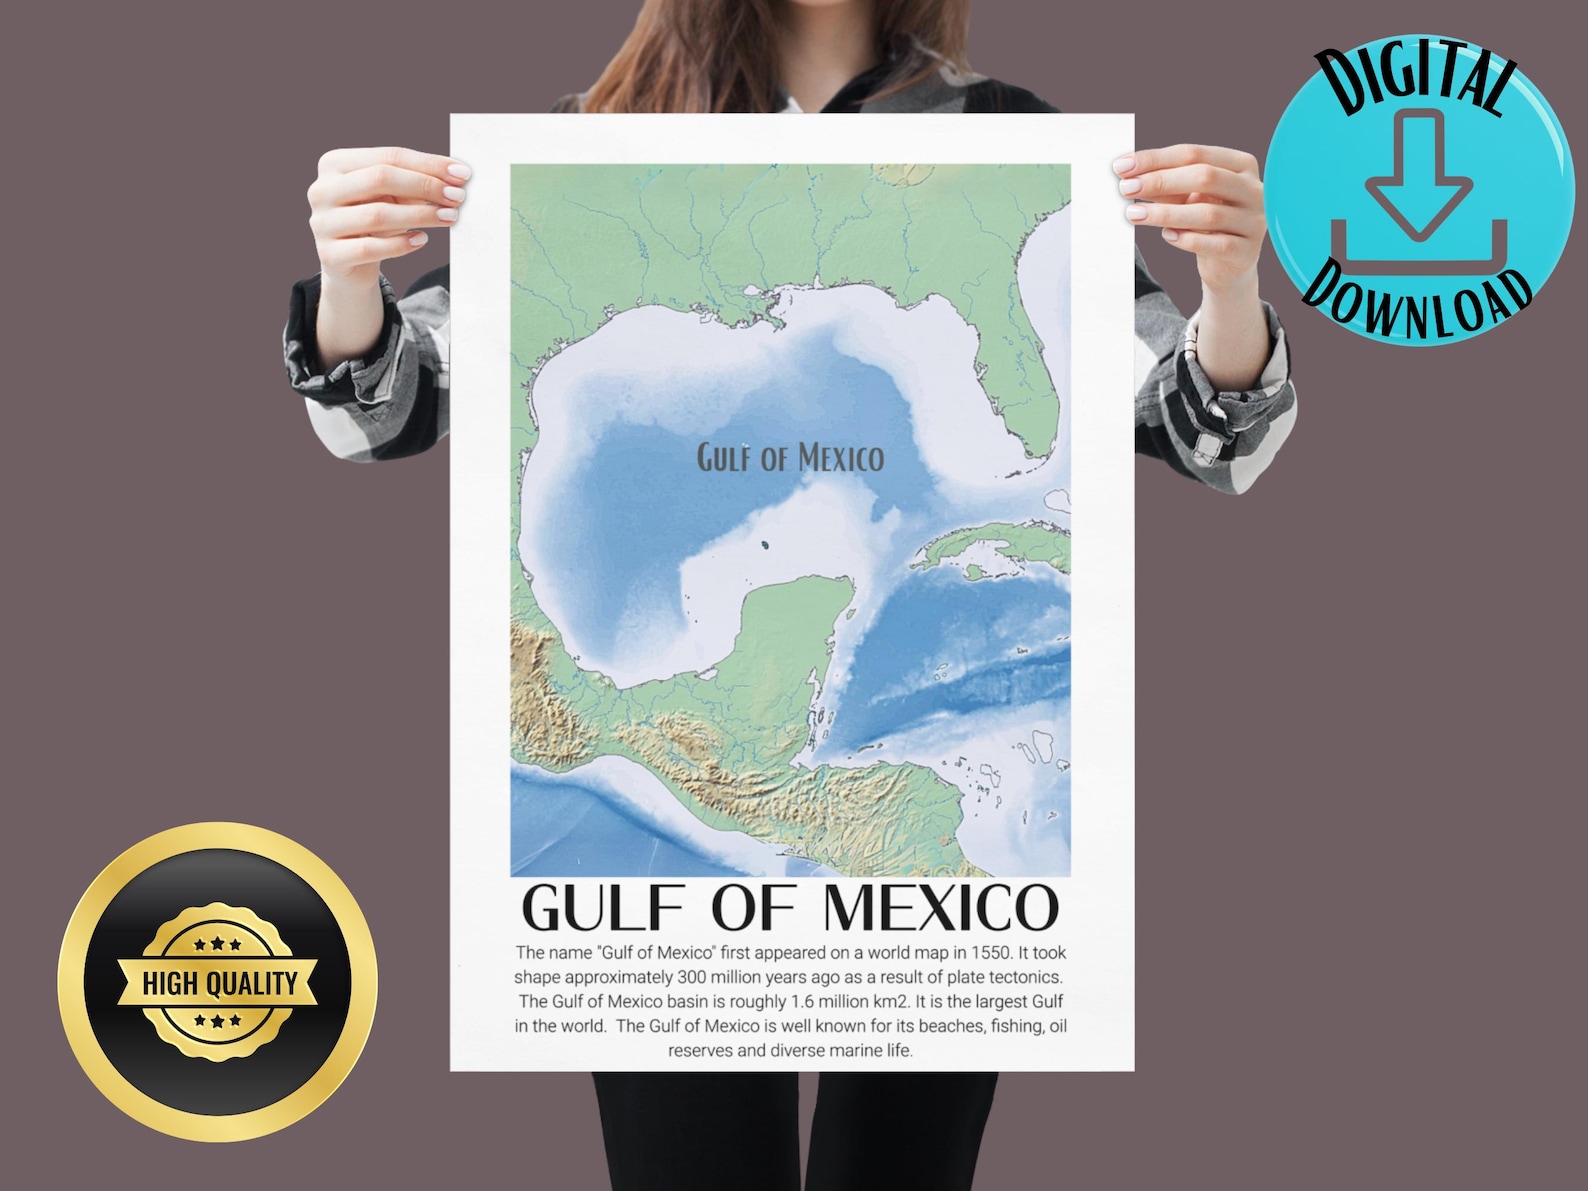 DIGITAL
DOWNLOAD
GULF OF MEXICO
GULF OF MEXICO
The name "Gulf of Mexico" first appeared on a world map in 1550. It took
shape approximately 300 million years ago as a result of plate tectonics.
The Gulf of Mexico basin is roughly 1.6 million km2. It is the largest Gulf
in the world. The Gulf of Mexico is well known for its beaches, fishing, oil
reserves and diverse marine life.
HIGH QUALITY